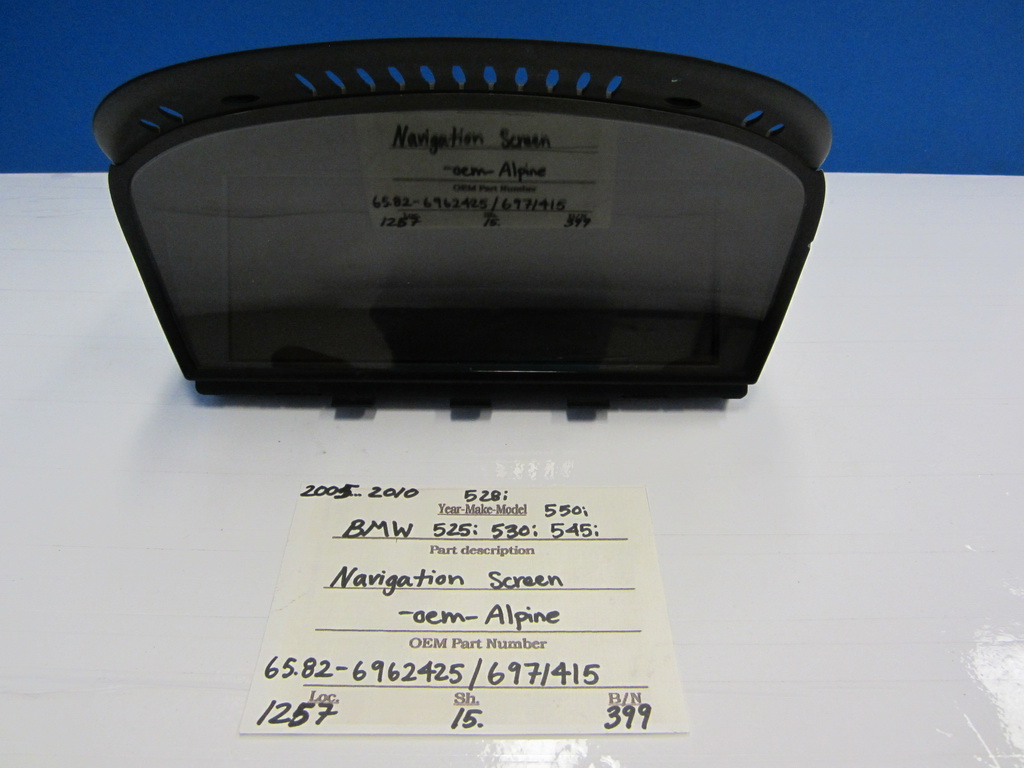 Navigation Screen
-oem- Alpine
OEM Part Number
65.82-6962425/6971415
Loc. Sh. B/N
1257 15. 399
2005.. 2010 528i
Year-Make-Model 550i
BMW 525i 530i 545i
Part description
Navigation Screen
-oem- Alpine
OEM Part Number
65.82-6962425/6971415
Loc. Sh. B/N
1257 15. 399